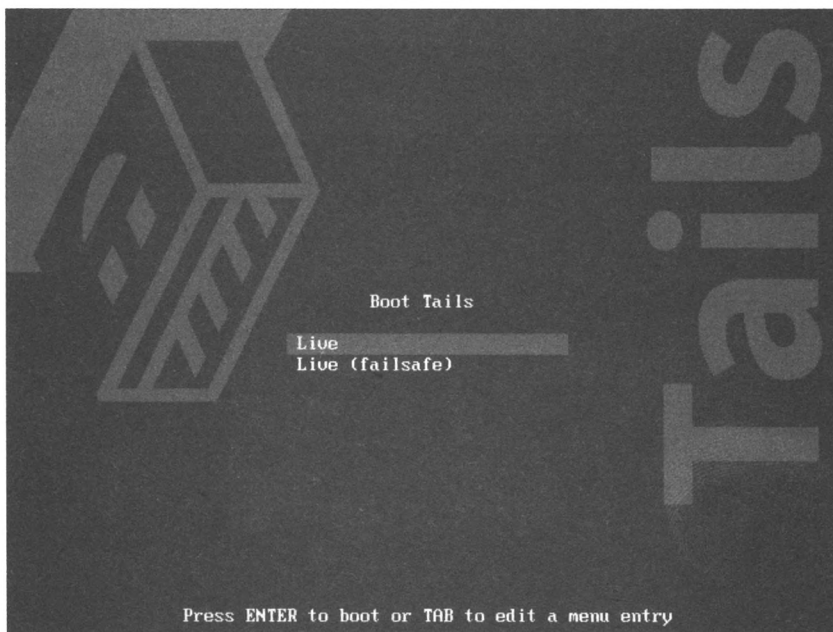 Tails
Boot Tails
Live
Live (failsafe)
Press ENTER to boot or TAB to edit a menu entry